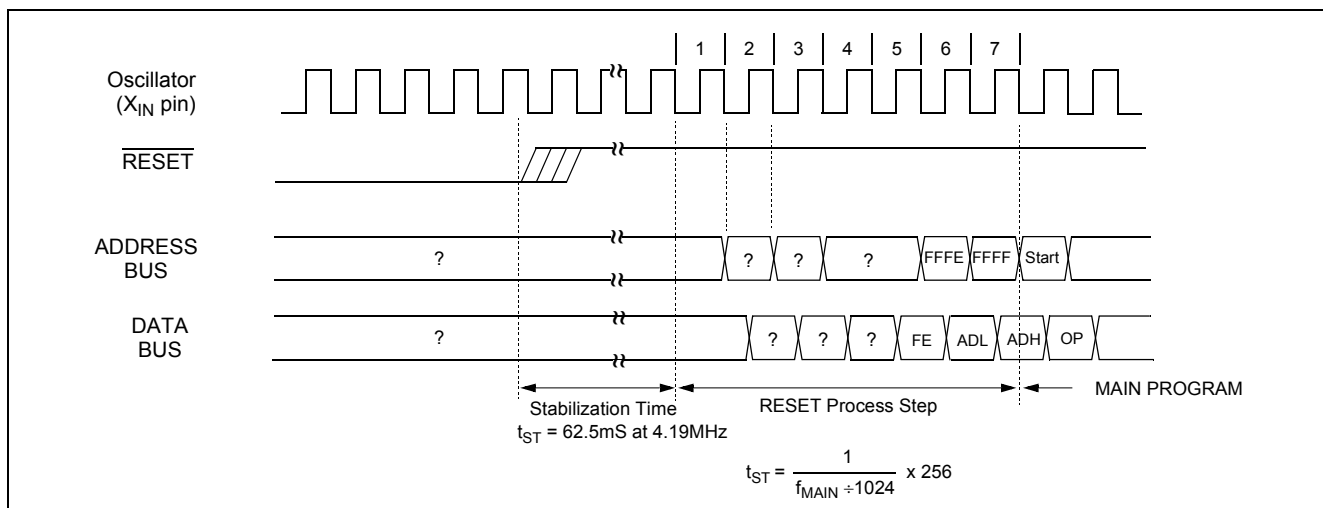 1 2 3 4 5 6 7
Oscillator
(XIN pin)
RESET
ADDRESS
BUS
? ? ? ? FFFE FFFF Start
DATA
BUS
? ? ? ? FE ADL ADH OP
Stabilization Time
tST = 62.5mS at 4.19MHz
RESET Process Step
MAIN PROGRAM
tST = 1 x 256
fMAIN ÷1024